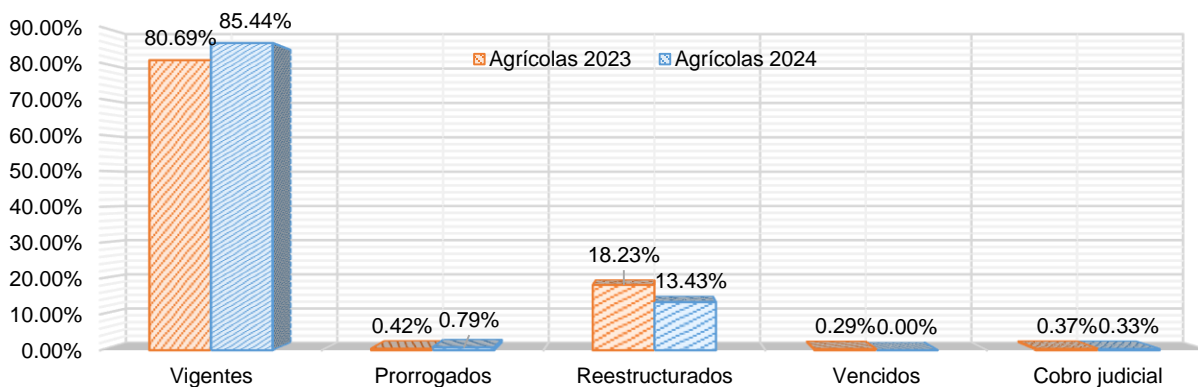 90.00%
80.00%
70.00%
60.00%
50.00%
40.00%
30.00%
20.00%
10.00%
0.00%
80.69%
85.44%
Agrícolas 2023
Agrícolas 2024
0.42%
0.79%
18.23%
13.43%
0.29%
0.00%
0.37%
0.33%
Vigentes
Prorrogados
Reestructurados
Vencidos
Cobro judicial